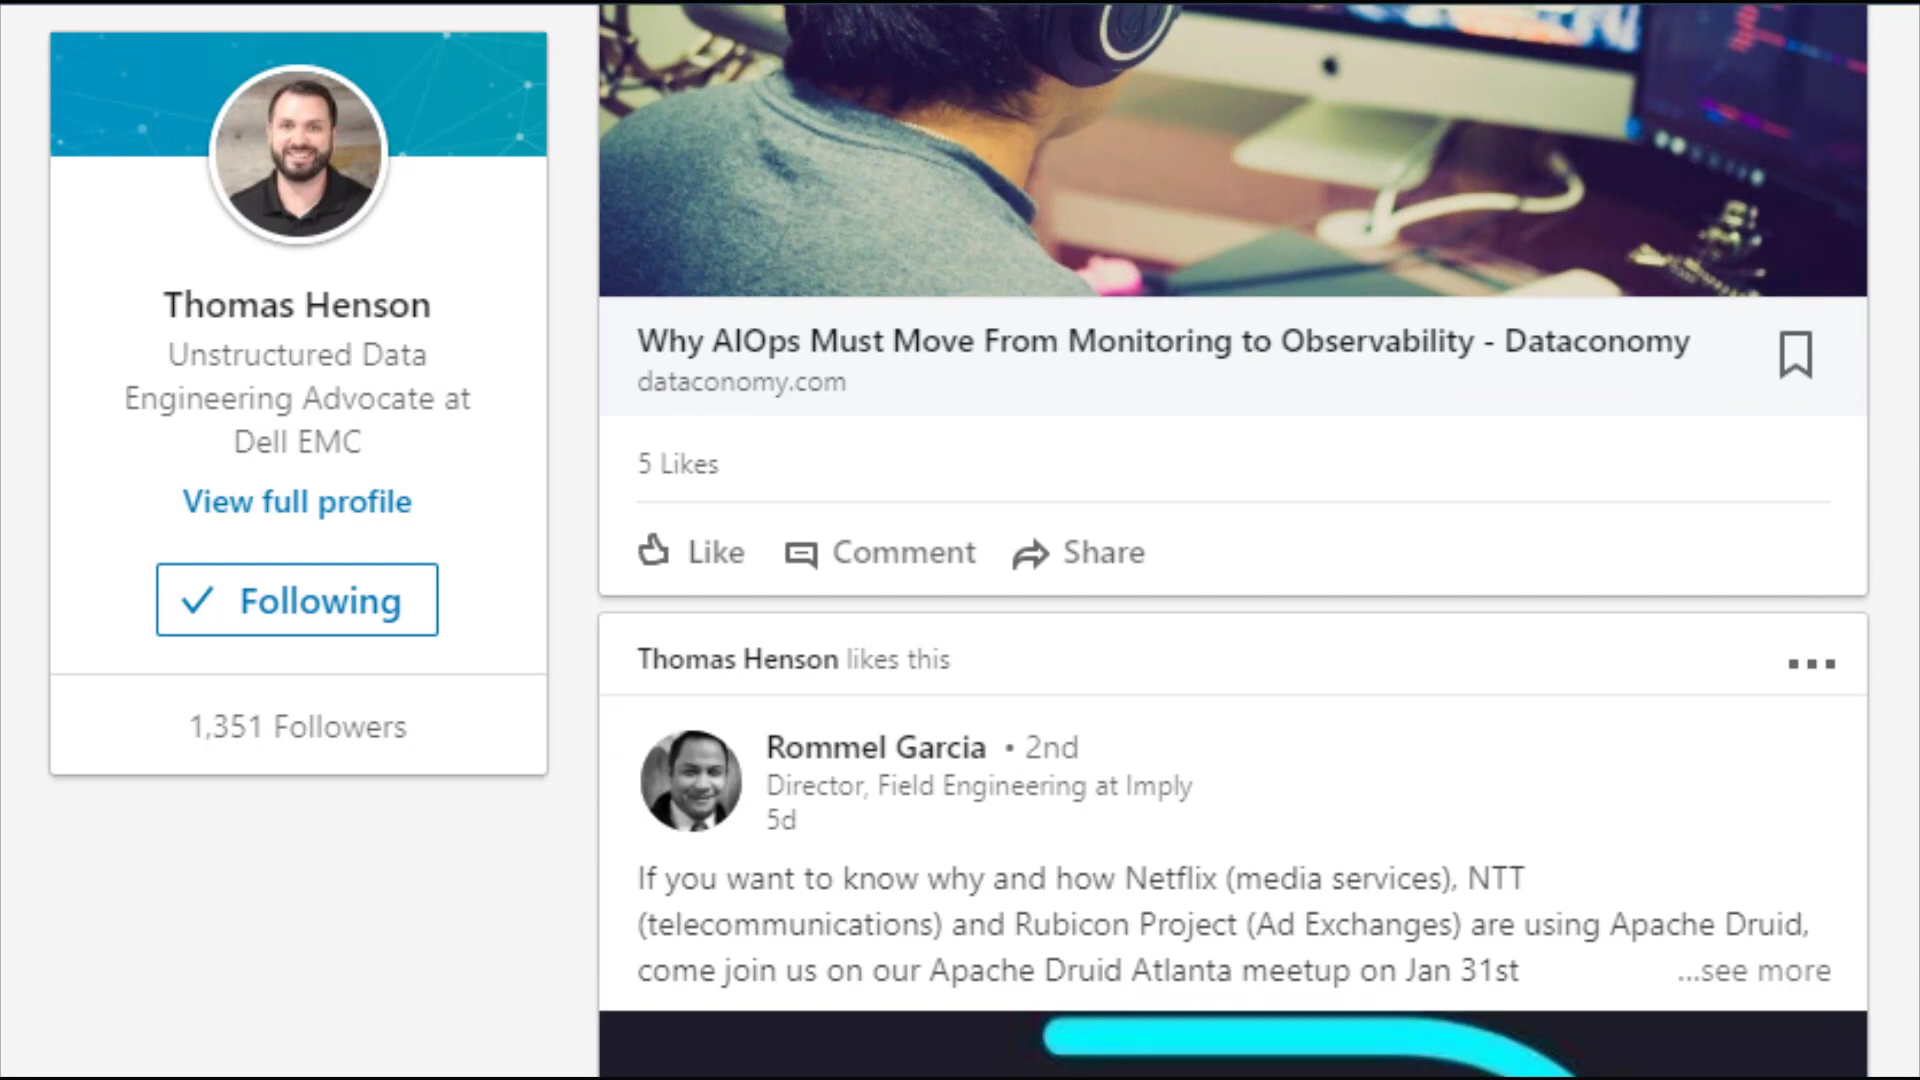 Thomas Henson
Unstructured Data
Engineering Advocate at
Dell EMC
View full profile
Following
1,351 Followers
Why AIOps Must Move From Monitoring to Observability - Dataconomy
dataconomy.com
5 Likes
Like Comment Share
Thomas Henson likes this
Rommel Garcia • 2nd
Director, Field Engineering at Imply
5d
If you want to know why and how Netflix (media services), NTT
(telecommunications) and Rubicon Project (Ad Exchanges) are using Apache Druid,
come join us on our Apache Druid Atlanta meetup on Jan 31st ...see more